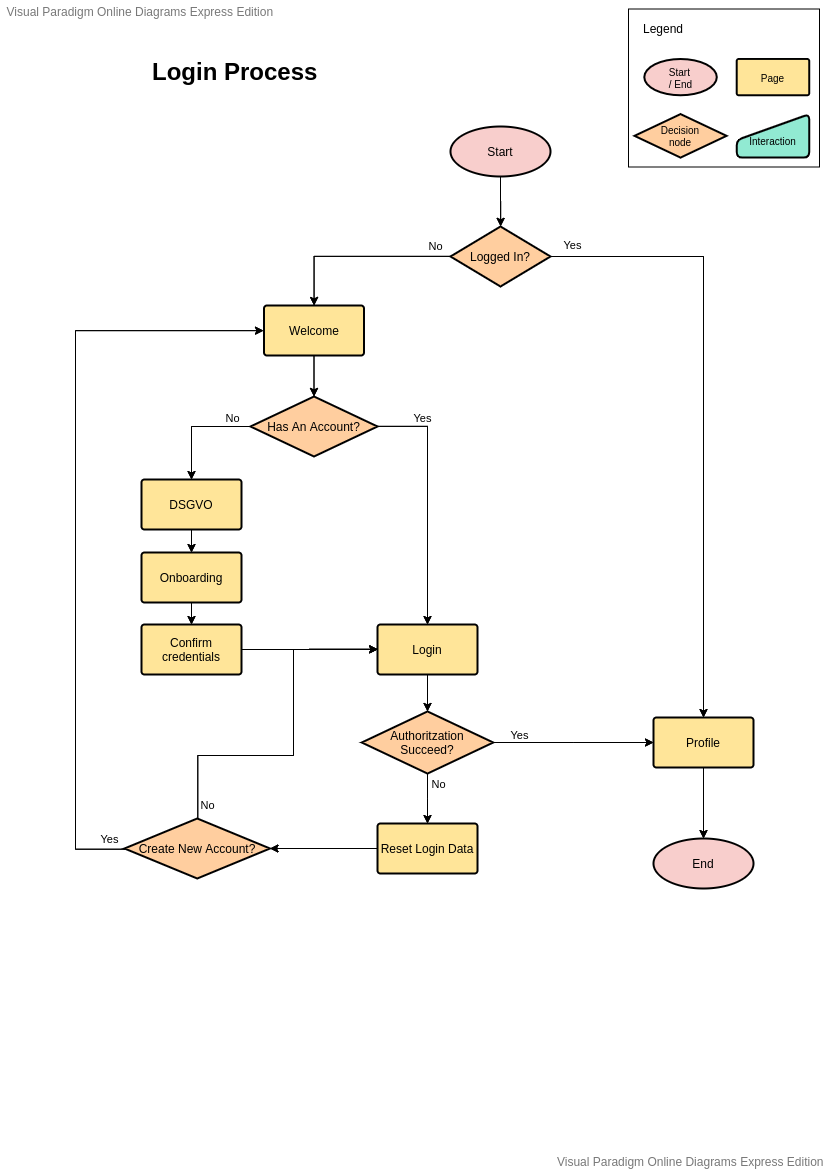 Visual Paradigm Online Diagrams Express Edition
Legend
Login Process
Start
/ End
Page
Decision
node
Interaction
Start
Logged In?
No
Yes
Welcome
Has An Account?
No
Yes
DSGVO
Onboarding
Confirm
credentials
Login
Authoritzation
Succeed?
Yes
Profile
No
No
Yes
Create New Account?
Reset Login Data
End
Visual Paradigm Online Diagrams Express Edition